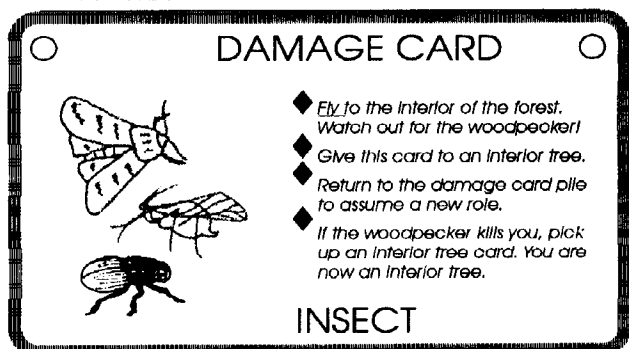 DAMAGE CARD
Fly to the interior of the forest.
Watch out for the woodpecker!
Give this card to an interior tree.
Return to the damage card pile
to assume a new role.
If the woodpecker kills you, pick
up an interior tree card. You are
now an interior tree.
INSECT